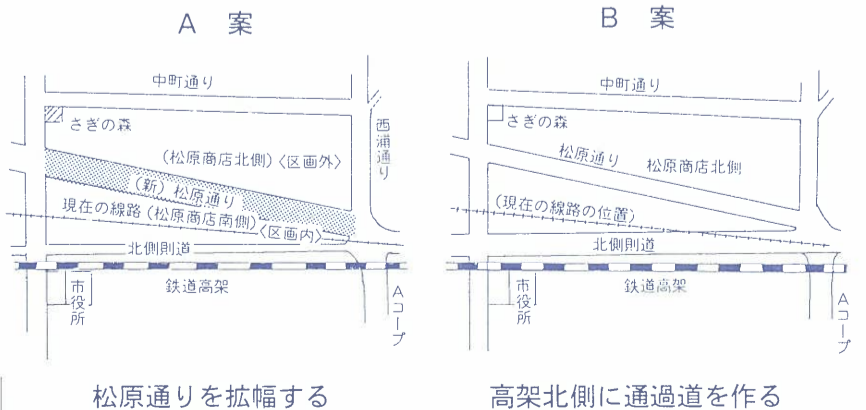 A 案
中町通り
さぎの森
西浦通り
(松原商店北側)〈区画外〉
(新)松原通り
現在の線路(松原商店南側)
〈区画内〉
北側則道
鉄道高架
市役所
Aコープ
松原通りを拡幅する
B 案
中町通り
さぎの森
松原通り
松原商店北側
(現在の線路の位置)
北側則道
鉄道高架
市役所
Aコープ
高架北側に通過道を作る